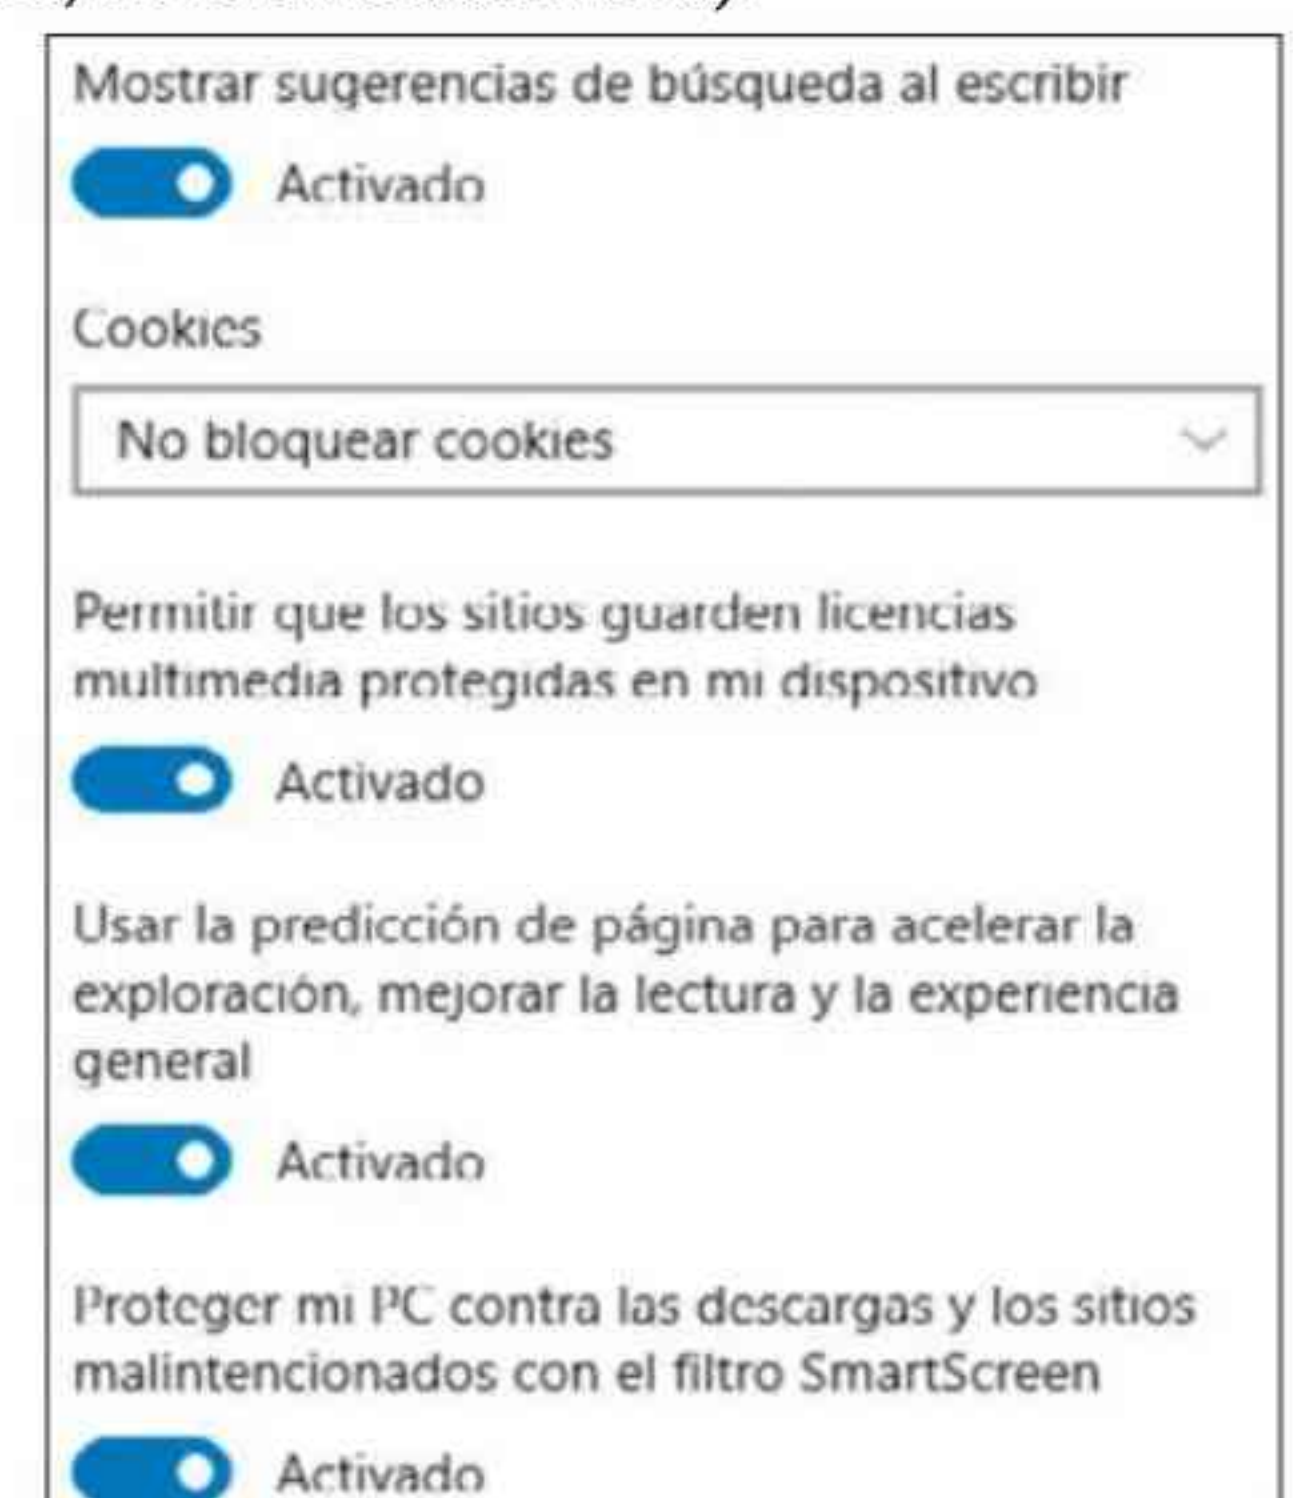 Mostrar sugerencias de búsqueda al escribir
Activado
Cookies
No bloquear cookies
Permitir que los sitios guarden licencias
multimedia protegidas en mi dispositivo
Activado
Usar la predicción de página para acelerar la
exploración, mejorar la lectura y la experiencia
general
Activado
Proteger mi PC contra las descargas y los sitios
malintencionados con el filtro SmartScreen
Activado